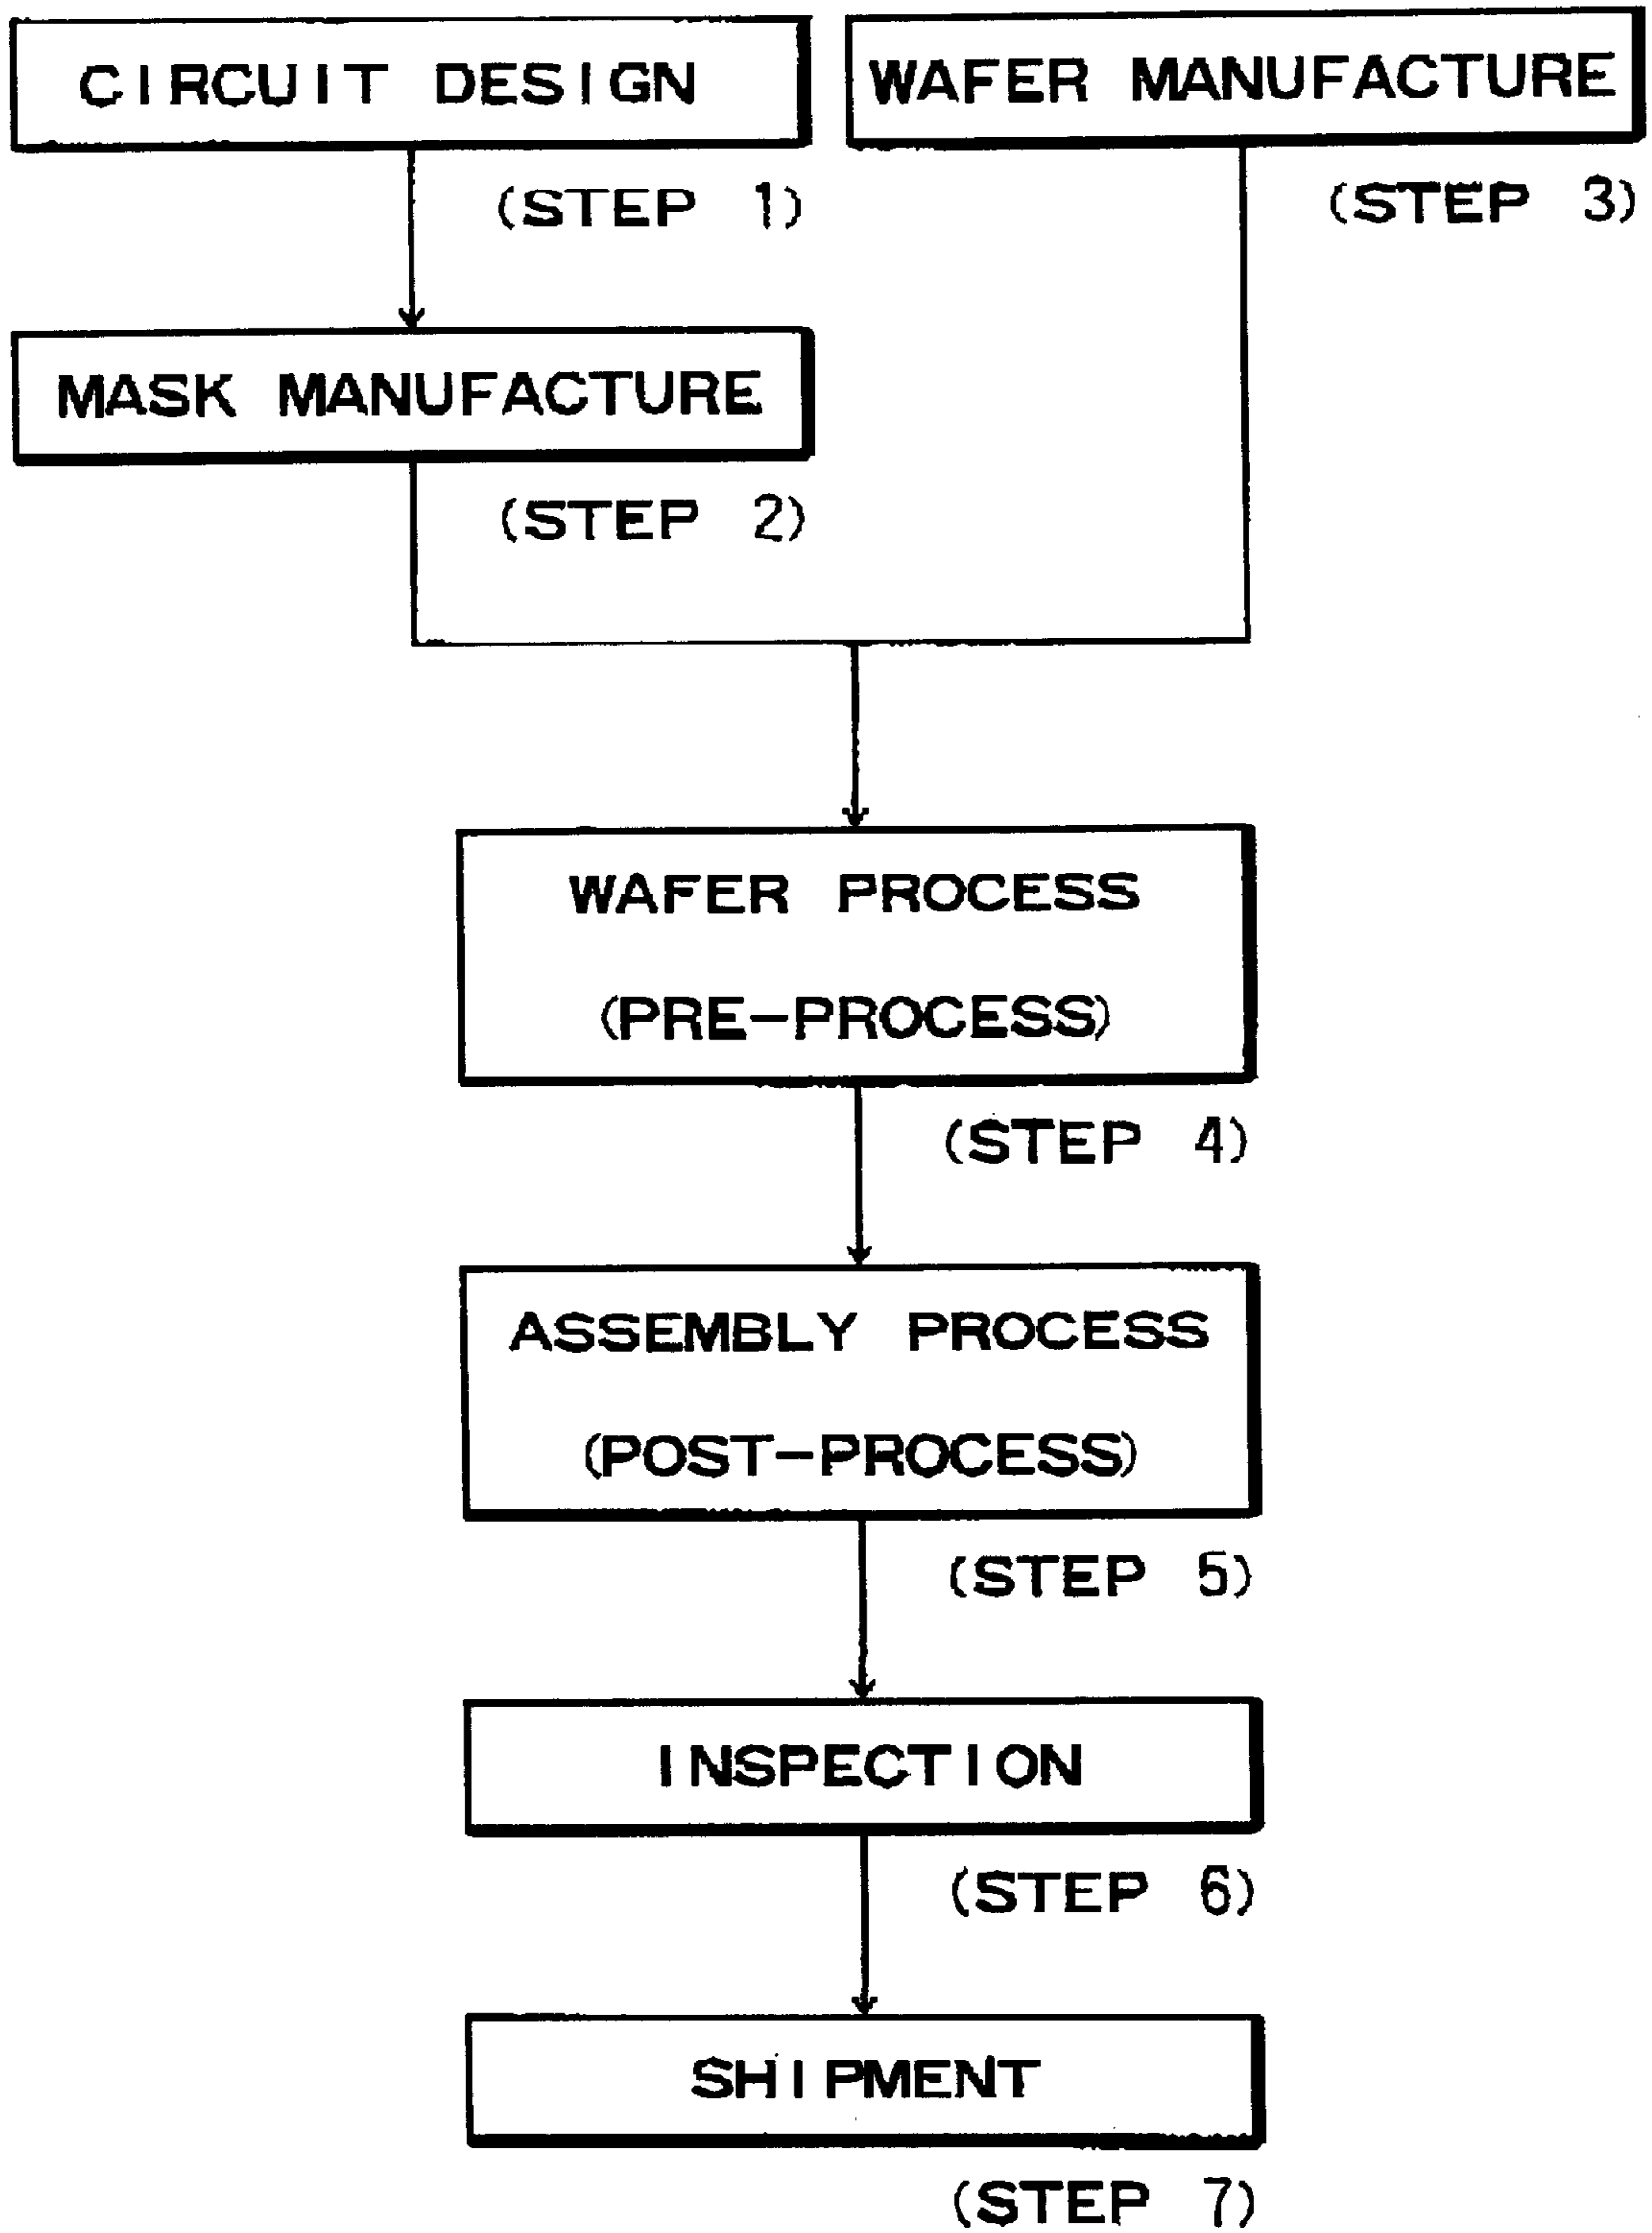 CIRCUIT DESIGN
(STEP 1)
WAFER MANUFACTURE
(STEP 3)
MASK MANUFACTURE
(STEP 2)
WAFER PROCESS
(PRE-PROCESS)
(STEP 4)
ASSEMBLY PROCESS
(POST-PROCESS)
(STEP 5)
INSPECTION
(STEP 6)
SHIPMENT
(STEP 7)